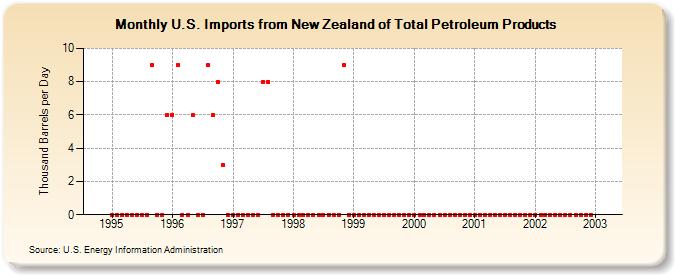 Monthly U.S. Imports from New Zealand of Total Petroleum Products
Thousand Barrels per Day
10
8
6
4
2
0
1995 1996 1997 1998 1999 2000 2001 2002 2003
Source: U.S. Energy Information Administration